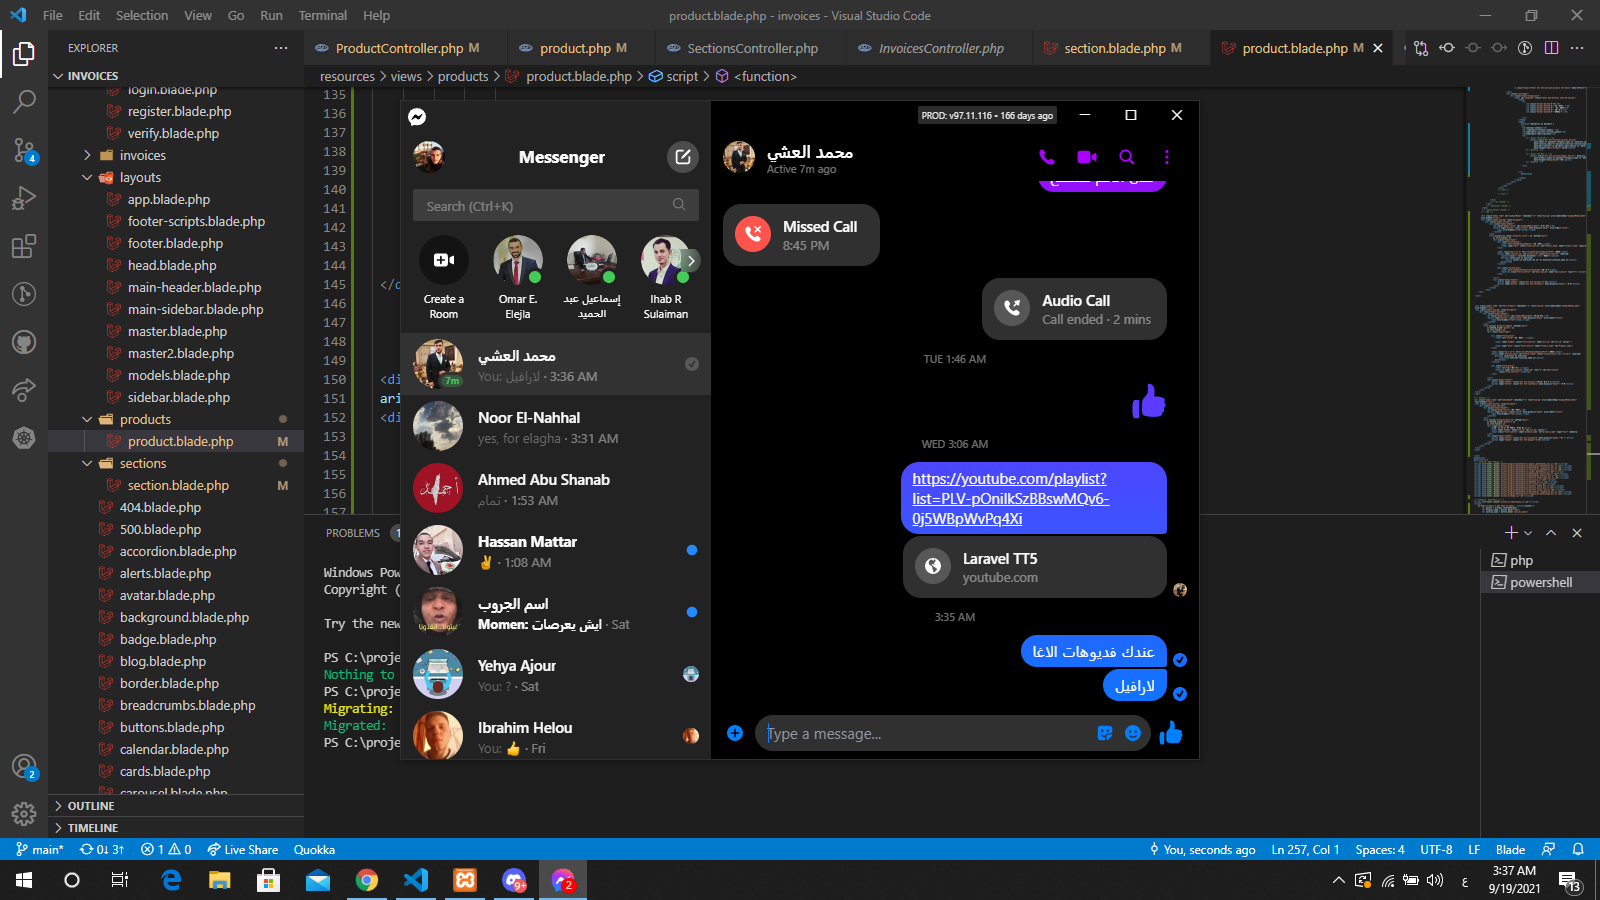 File Edit Selection View Go Run Terminal Help
product.blade.php - invoices - Visual Studio Code
EXPLORER
ProductController.php M
product.php M
SectionsController.php
InvoicesController.php
section.blade.php M
product.blade.php M
INVOICES
resources > views > products > product.blade.php > script > <function>
login.blade.php
register.blade.php
verify.blade.php
invoices
layouts
app.blade.php
footer-scripts.blade.php
footer.blade.php
head.blade.php
main-header.blade.php
main-sidebar.blade.php
master.blade.php
master2.blade.php
models.blade.php
sidebar.blade.php
products
product.blade.php M
sections
section.blade.php M
404.blade.php
500.blade.php
accordion.blade.php
alerts.blade.php
avatar.blade.php
background.blade.php
badge.blade.php
blog.blade.php
border.blade.php
breadcrumbs.blade.php
buttons.blade.php
calendar.blade.php
cards.blade.php
carousel.blade.php
OUTLINE
TIMELINE
135
136
137
138
139
140
141
142
143
144
145 </
146
147
148
149
150 <di
151 ari
152 <di
153
154
155
156
157
PROBLEMS 1
Windows Pow
Copyright (
Try the new
PS C:\proje
Nothing to
PS C:\proje
Migrating:
Migrated:
PS C:\proje
php
powershell
Messenger
Search (Ctrl+K)
Create a
Room
Omar E.
Elejla
إسماعيل عبد
الحميد
Ihab R
Sulaiman
محمد العشي
You: لارافيل · 3:36 AM
7m
Noor El-Nahhal
yes, for elagha · 3:31 AM
Ahmed Abu Shanab
تمام · 1:53 AM
Hassan Mattar
✌ · 1:08 AM
اسم الجروب
Momen: ايش يعرصات · Sat
Yehya Ajour
You: ? · Sat
Ibrahim Helou
You: 👍 · Fri
PROD: v97.11.116 • 166 days ago
محمد العشي
Active 7m ago
Missed Call
8:45 PM
Audio Call
Call ended · 2 mins
TUE 1:46 AM
WED 3:06 AM
https://youtube.com/playlist?
list=PLV-pOnilkSzBBswMQv6-
0j5WBpWvPq4Xi
Laravel TT5
youtube.com
3:35 AM
عندك فديوهات الاغا
لارافيل
Type a message...
main* 0↓ 3↑ 1 0 Live Share Quokka
You, seconds ago Ln 257, Col 1 Spaces: 4 UTF-8 LF Blade
4
2
9+
2
ع
3:37 AM
9/19/2021
13